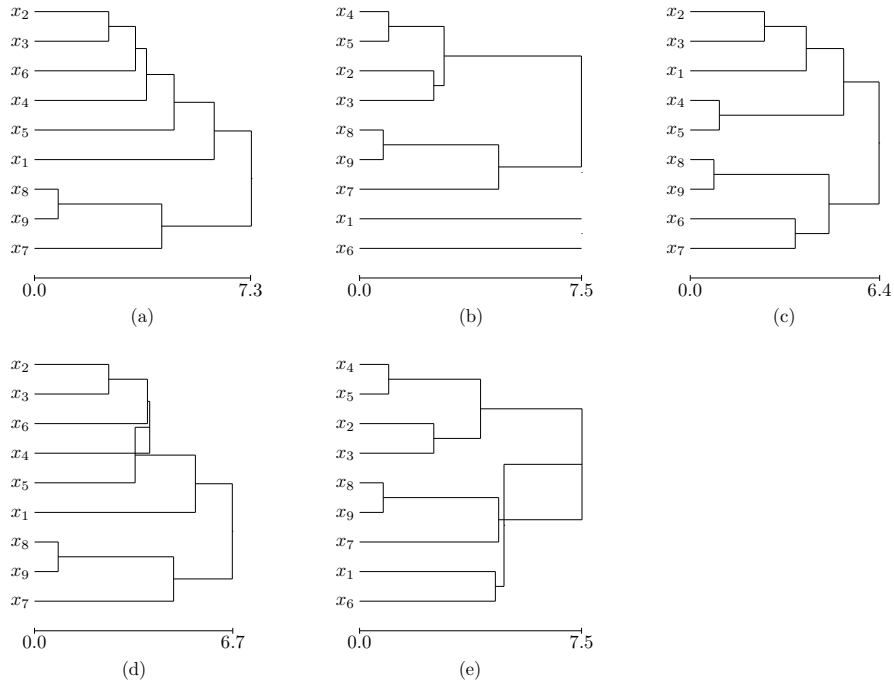 x₂
x₃
x₆
x₄
x₅
x₁
x₈
x₉
x₇
0.0 7.3
(a)
x₄
x₅
x₂
x₃
x₈
x₉
x₇
x₁
x₆
0.0 7.5
(b)
x₂
x₃
x₁
x₄
x₅
x₈
x₉
x₆
x₇
0.0 6.4
(c)
x₂
x₃
x₆
x₄
x₅
x₁
x₈
x₉
x₇
0.0 6.7
(d)
x₄
x₅
x₂
x₃
x₈
x₉
x₇
x₁
x₆
0.0 7.5
(e)